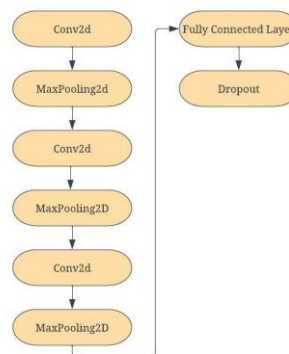 Conv2d
MaxPooling2d
Conv2d
MaxPooling2D
Conv2d
MaxPooling2D
Fully Connected Laye
Dropout